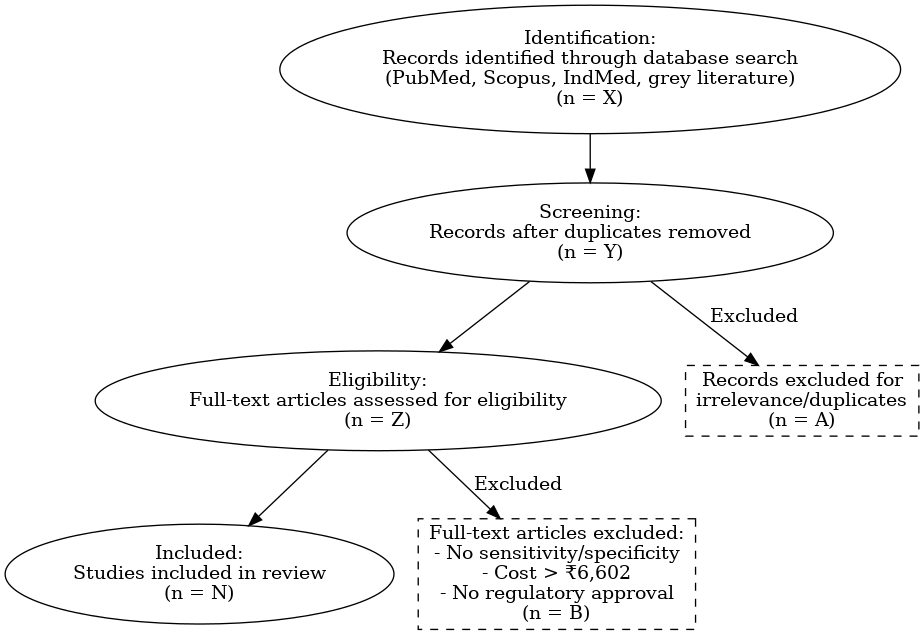 Identification:
Records identified through database search
(PubMed, Scopus, IndMed, grey literature)
(n = X)
Screening:
Records after duplicates removed
(n = Y)
Excluded
Eligibility:
Full-text articles assessed for eligibility
(n = Z)
Records excluded for
irrelevance/duplicates
(n = A)
Excluded
Included:
Studies included in review
(n = N)
Full-text articles excluded:
- No sensitivity/specificity
- Cost > ₹6,602
- No regulatory approval
(n = B)